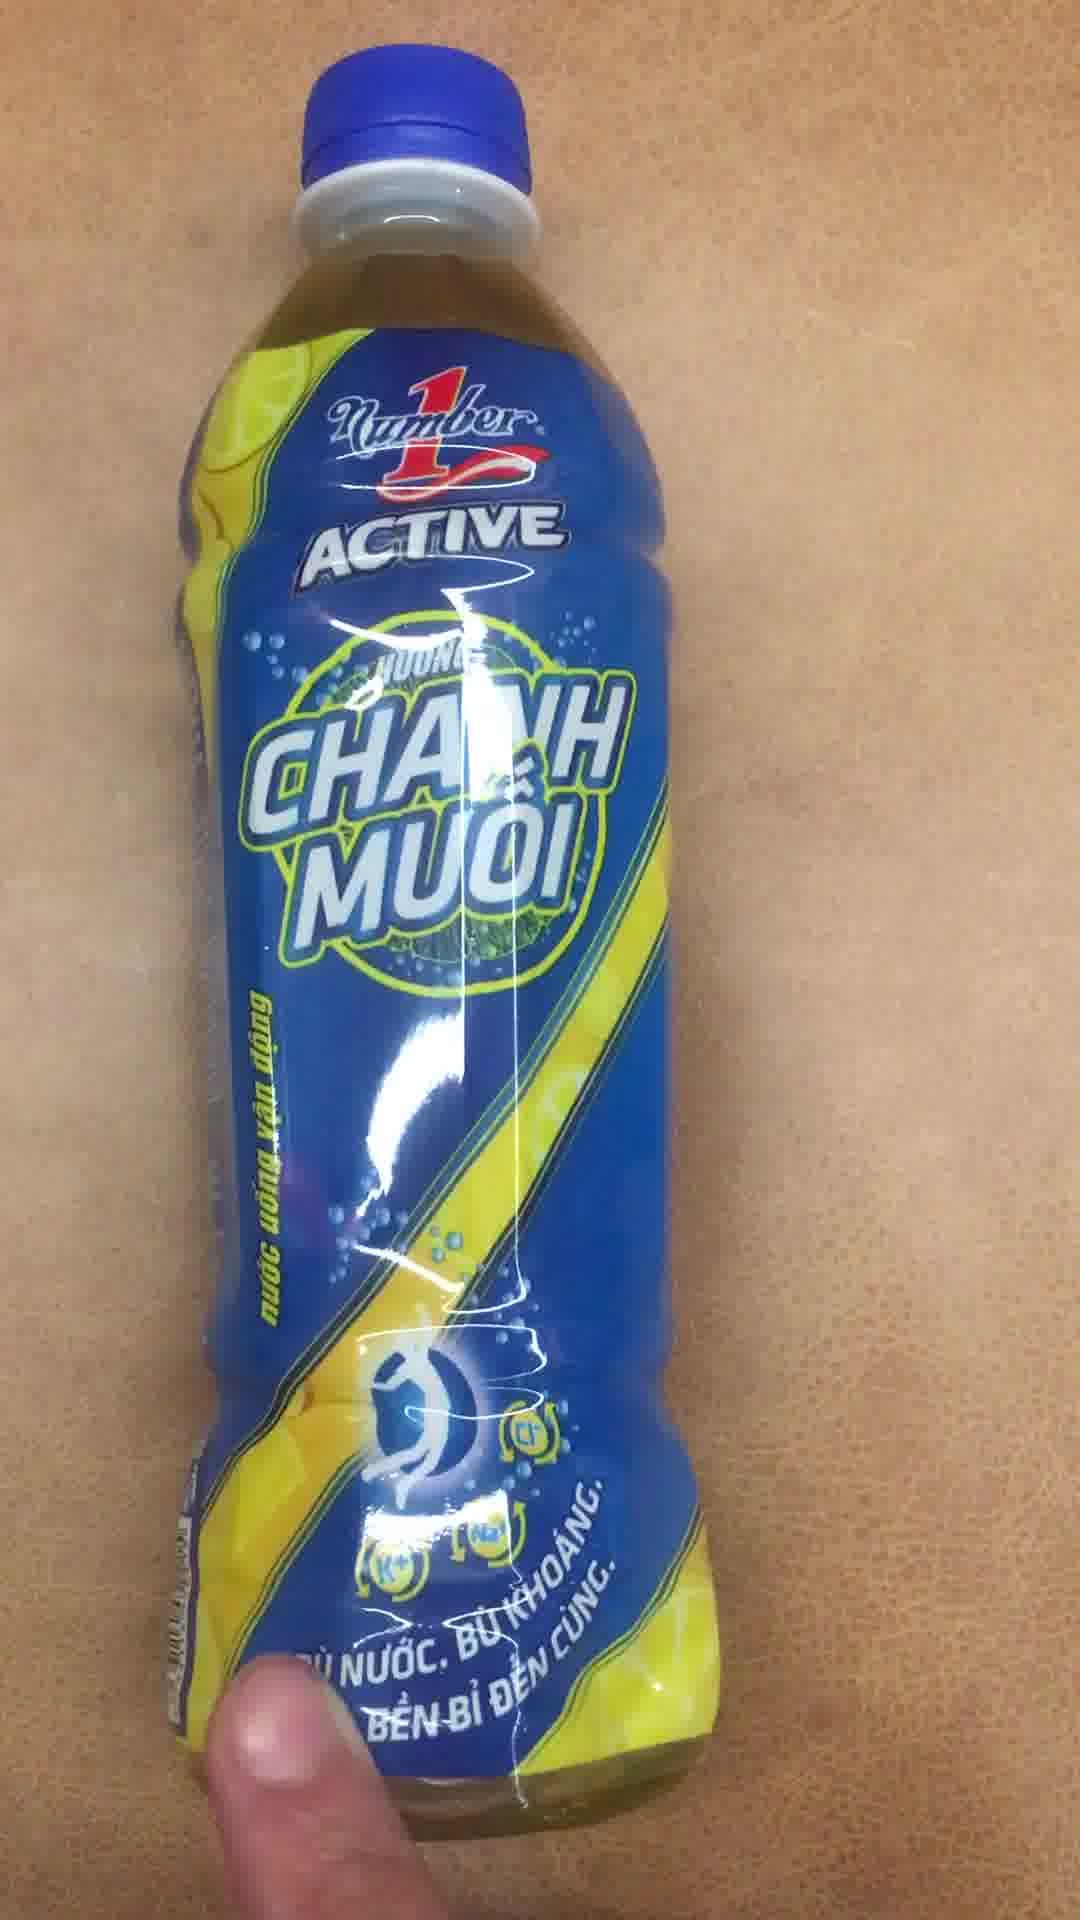 Number 1
ACTIVE
HƯƠNG
CHANH
MUỐI
nước uống vận động
Cl-
Na+
K+
BÙ NƯỚC. BÙ KHOÁNG.
BỀN BỈ ĐẾN CÙNG.